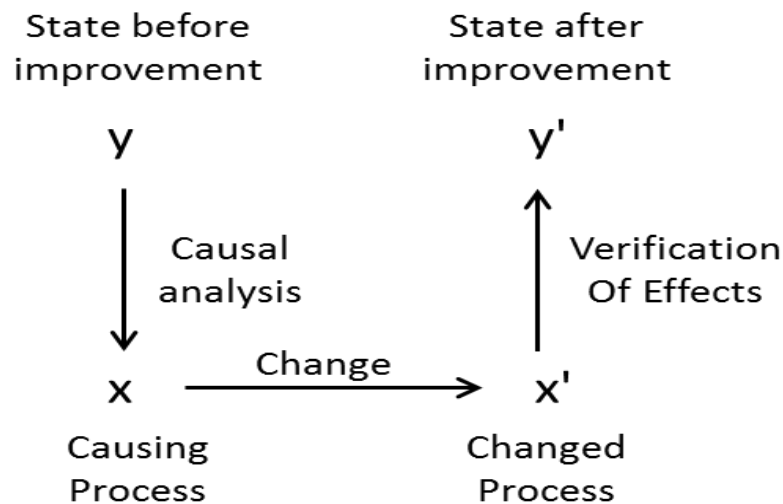 State before
improvement
State after
improvement
y
y'
Causal
analysis
Verification
Of Effects
Change
x
x'
Causing
Process
Changed
Process